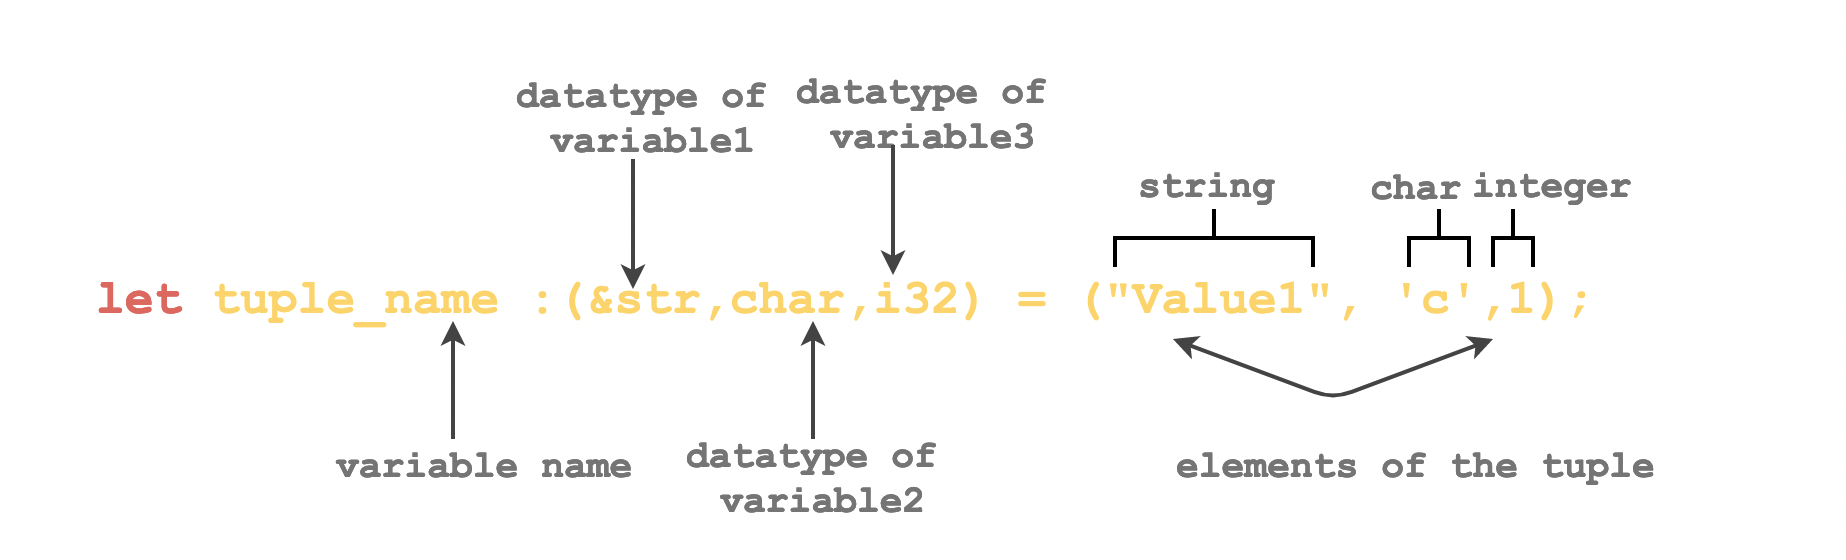 datatype of
variable1
datatype of
variable3
string
char
integer
let tuple_name :(&str,char,i32) = ("Value1", 'c',1);
variable name
datatype of
variable2
elements of the tuple